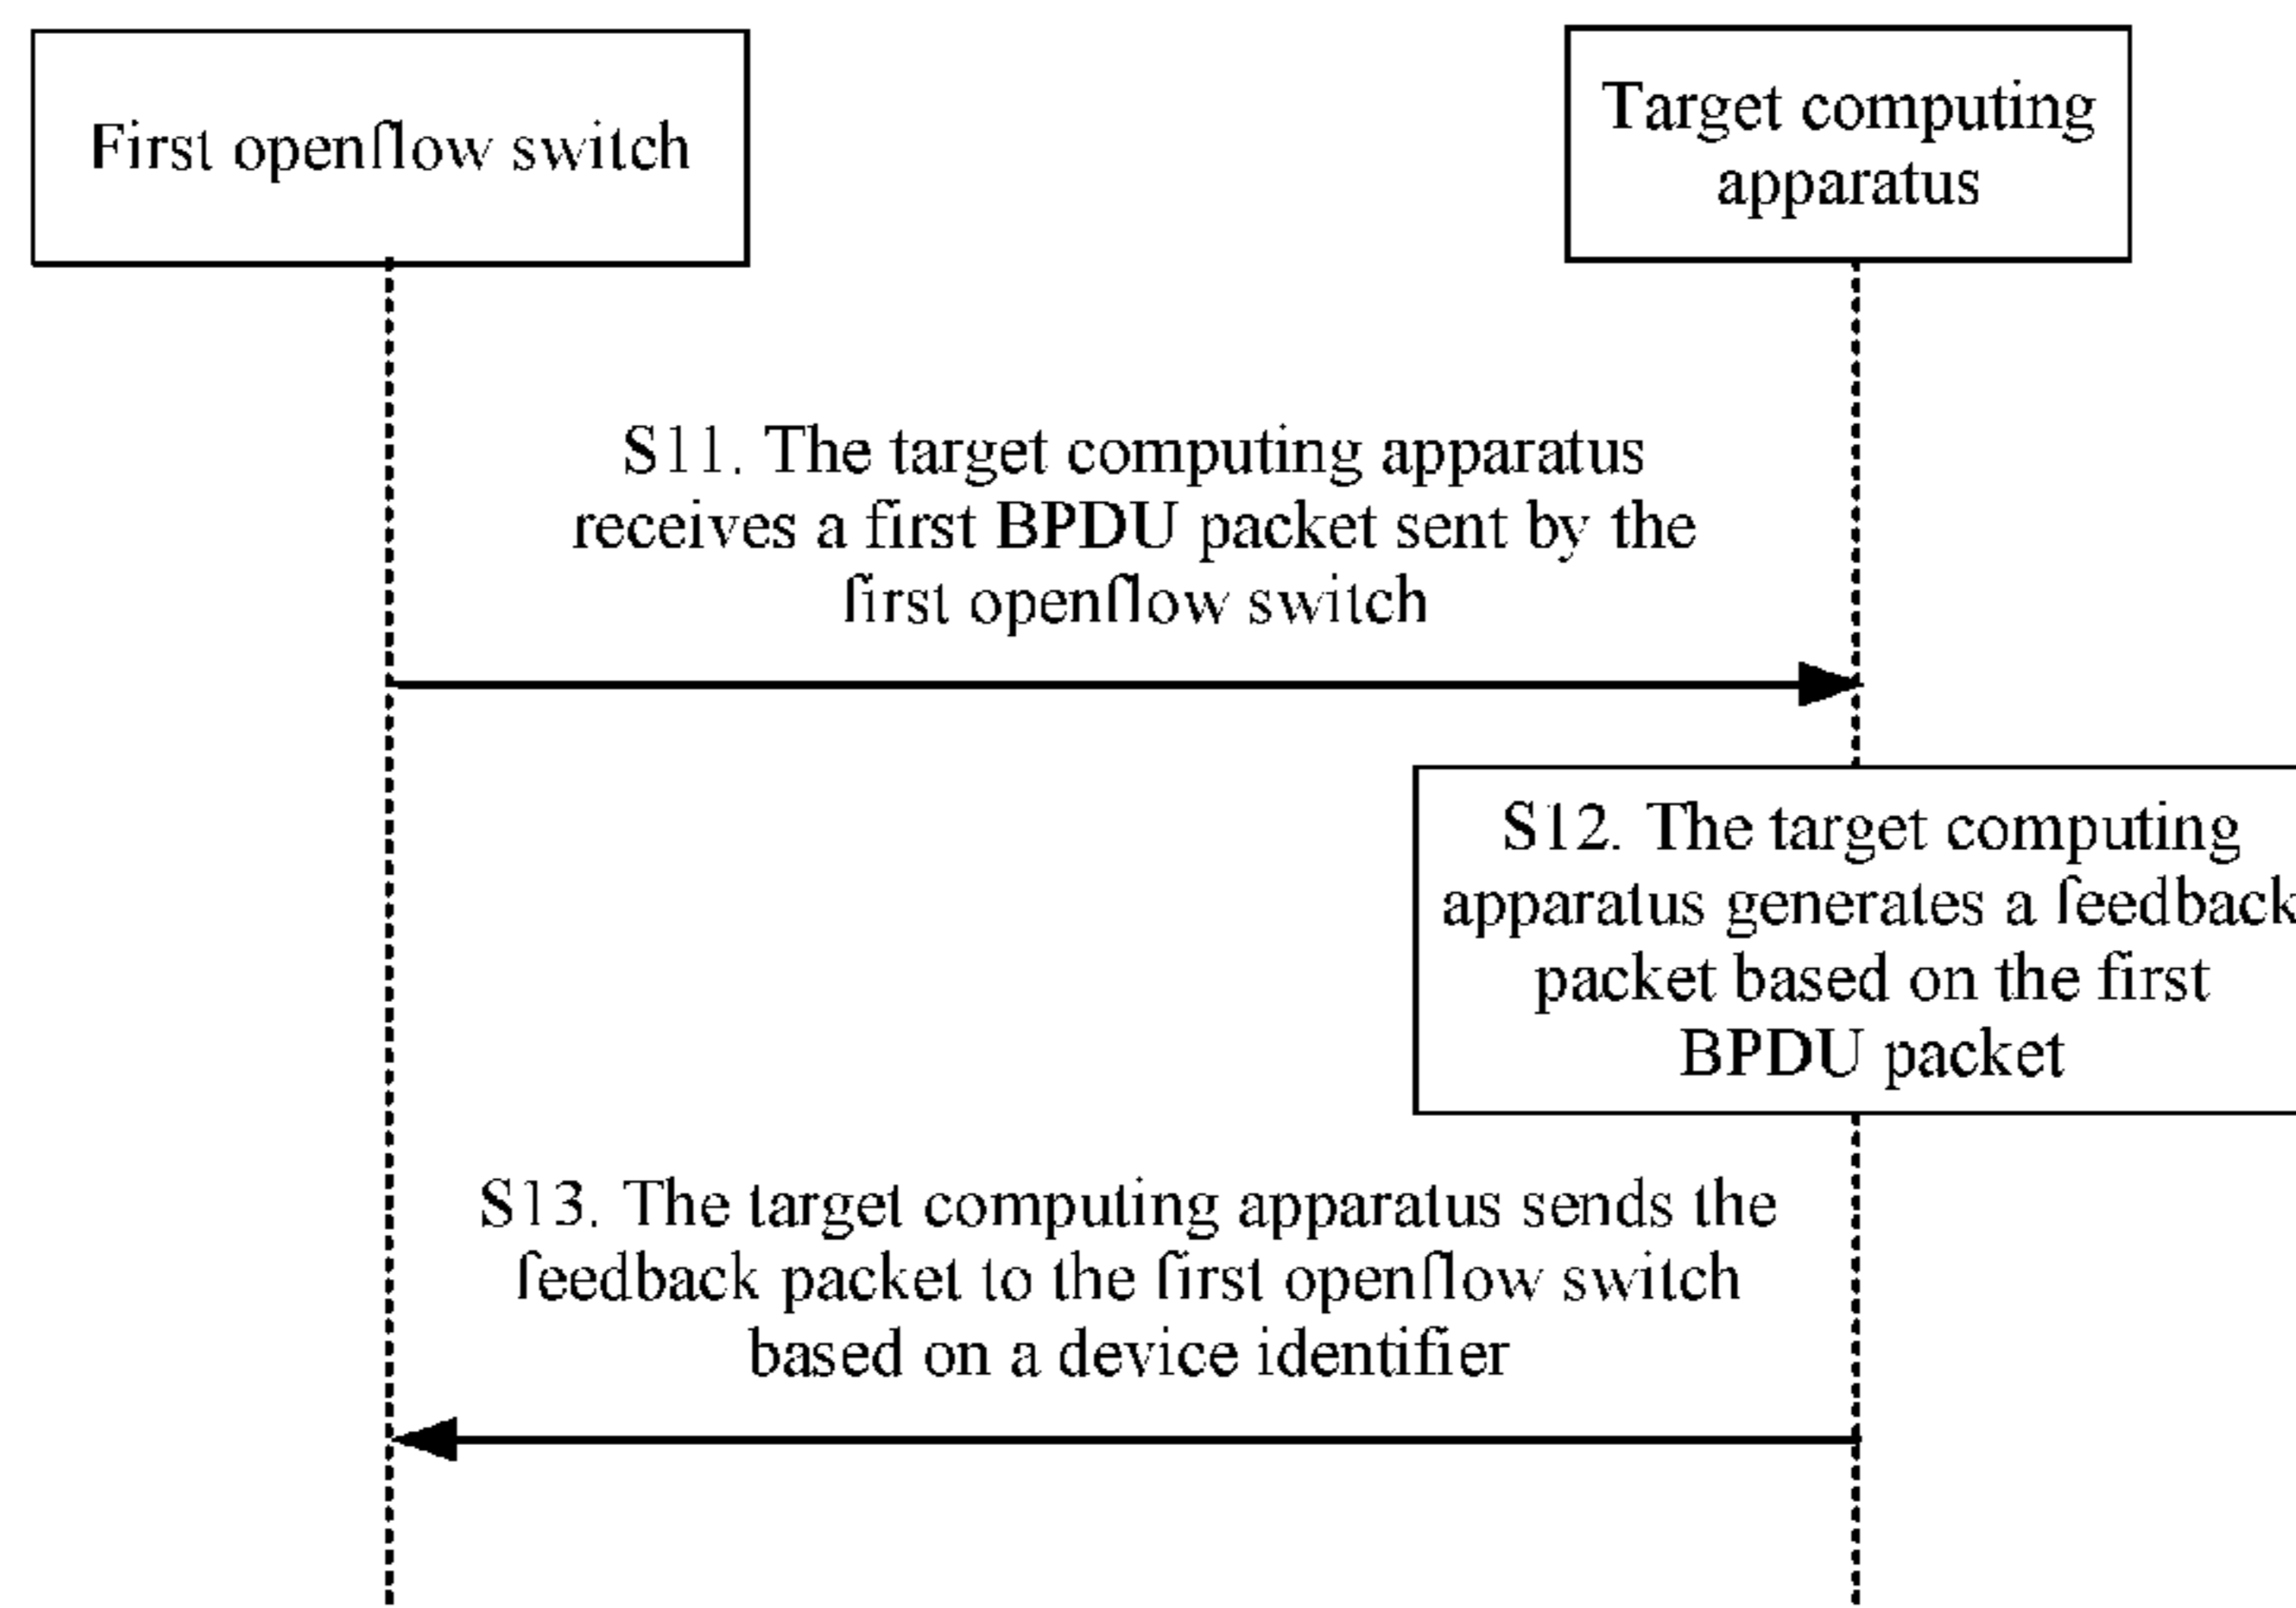 First openflow switch
Target computing
apparatus
S11. The target computing apparatus
receives a first BPDU packet sent by the
first openflow switch
S12. The target computing
apparatus generates a feedback
packet based on the first
BPDU packet
S13. The target computing apparatus sends the
feedback packet to the first openflow switch
based on a device identifier